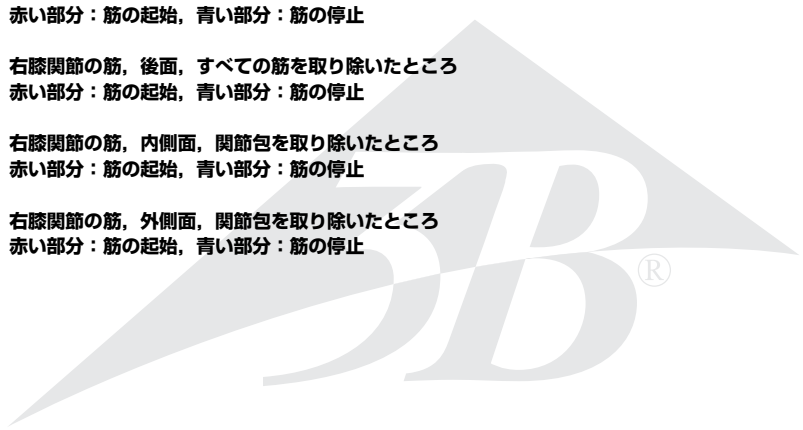 赤い部分：筋の起始，青い部分：筋の停止
右膝関節の筋，後面，すべての筋を取り除いたところ
赤い部分：筋の起始，青い部分：筋の停止
右膝関節の筋，内側面，関節包を取り除いたところ
赤い部分：筋の起始，青い部分：筋の停止
右膝関節の筋，外側面，関節包を取り除いたところ
赤い部分：筋の起始，青い部分：筋の停止
3B®